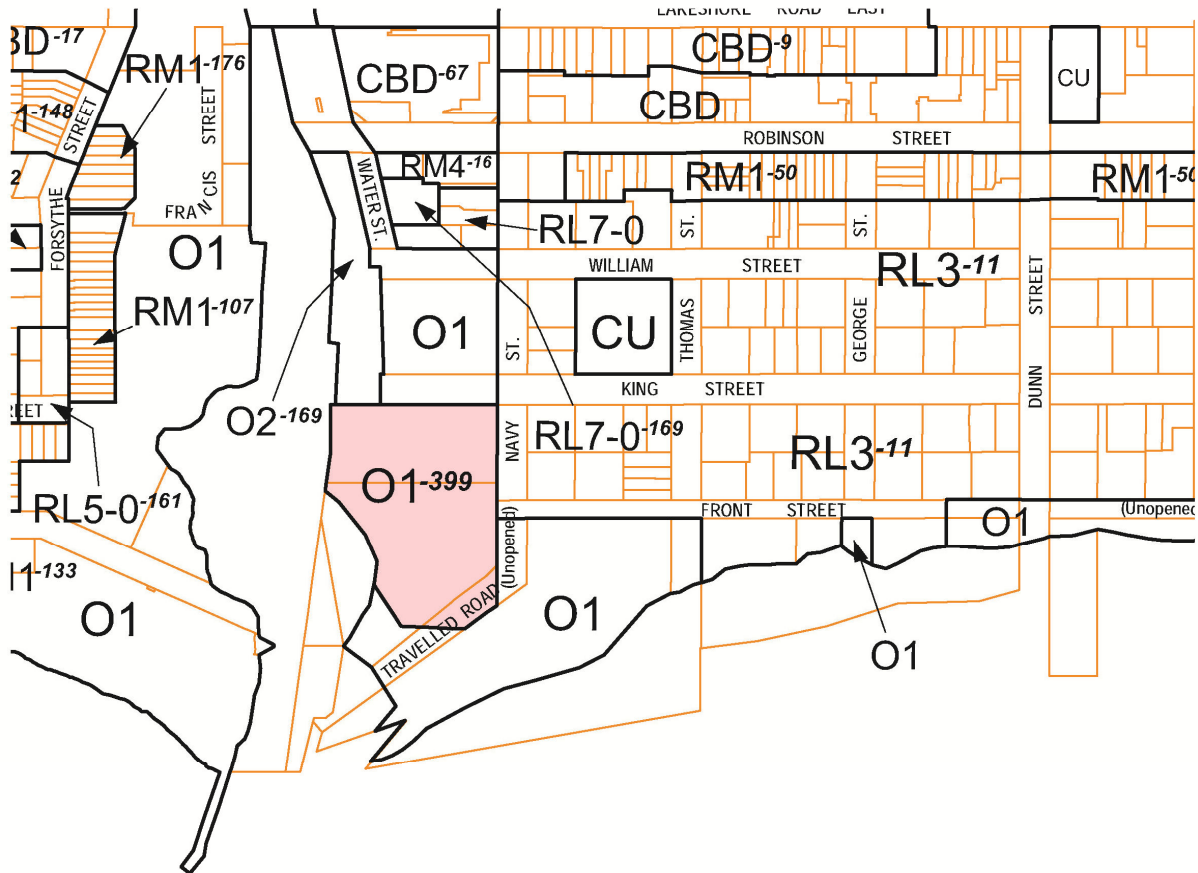 LAKESHORE ROAD EAST
BD-17
CBD-9
RM1-176
CBD-67
CU
CBD
1-148
STREET
STREET
ROBINSON STREET
RM4-16
WATER ST.
2
RM1-50
RM1-50
FRANCIS
ST.
ST.
RL7-0
FORSYTHE
O1
WILLIAM STREET
RL3-11
STREET
RM1-107
O1
ST.
CU
THOMAS
GEORGE
KING STREET
DUNN
REET
O2-169
NAVY
RL7-0-169
RL3-11
O1-399
RL5-0-161
FRONT STREET
O1
(Unopened
(Unopened)
1-133
O1
O1
O1
TRAVELLED ROAD